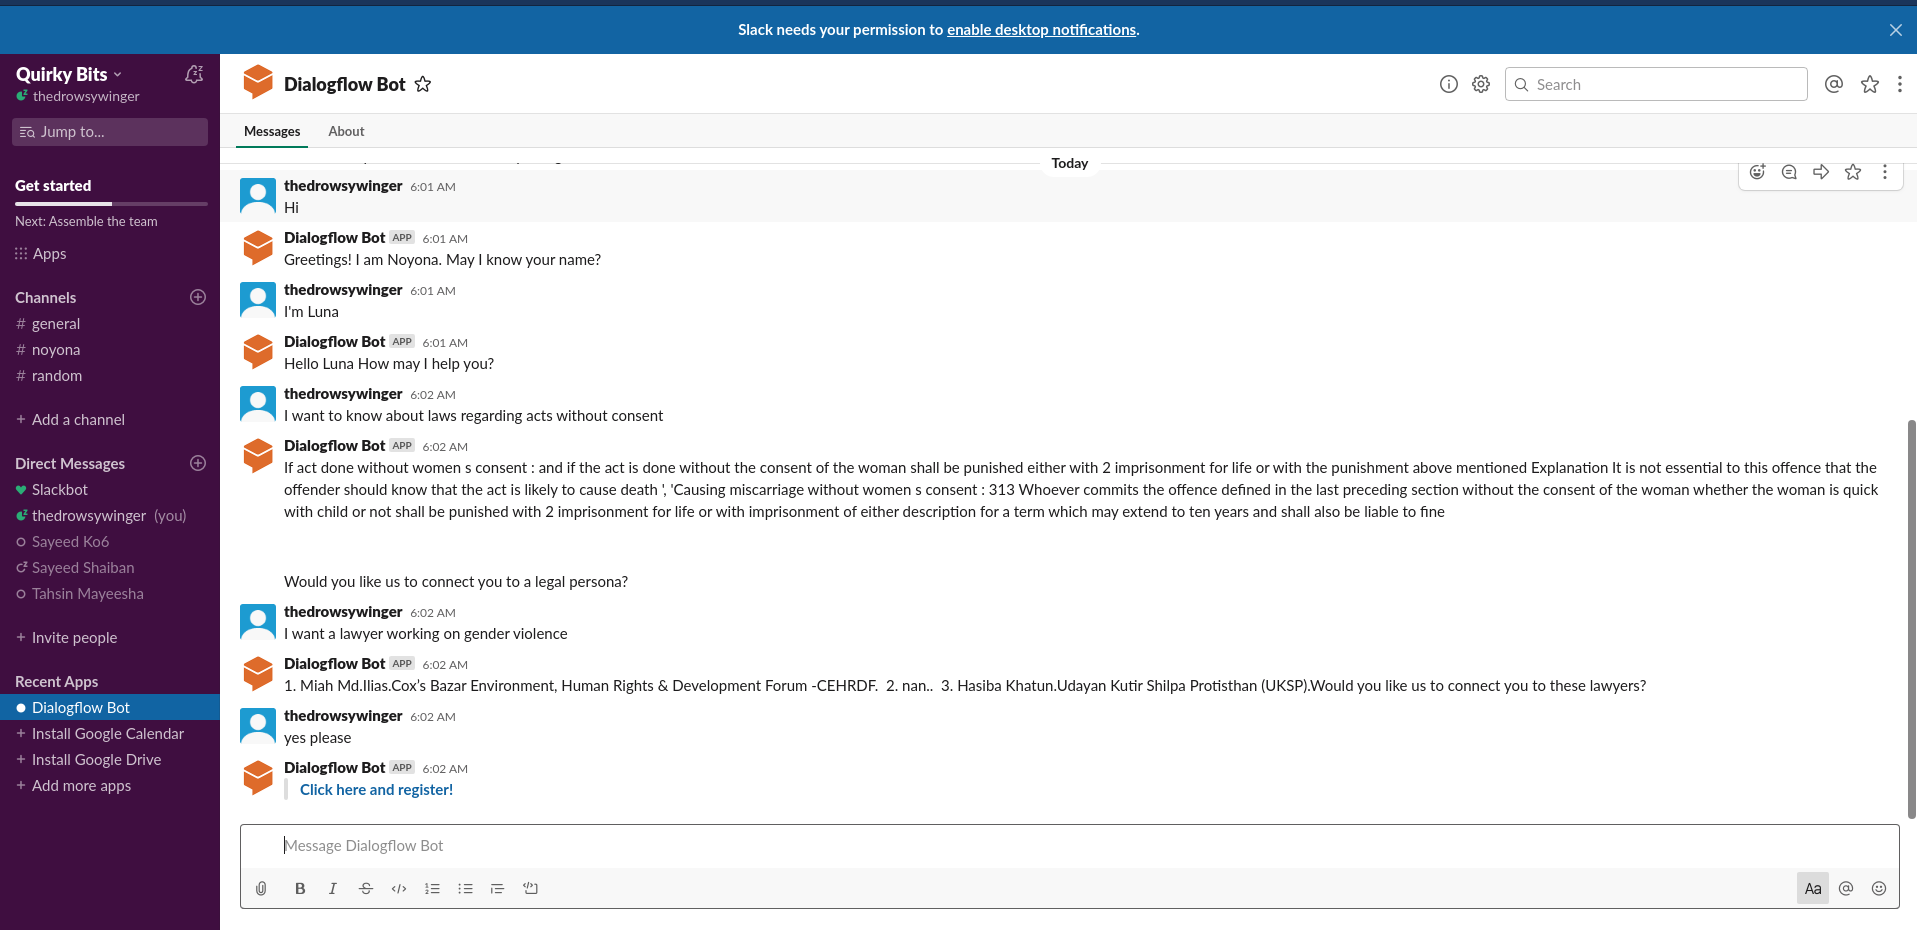 Slack needs your permission to enable desktop notifications.
Quirky Bits
thedrowsywinger
Jump to...
Get started
Next: Assemble the team
Apps
Channels
# general
# noyona
# random
+ Add a channel
Direct Messages
Slackbot
thedrowsywinger (you)
Sayeed Ko6
Sayeed Shaiban
Tahsin Mayeesha
+ Invite people
Recent Apps
Dialogflow Bot
+ Install Google Calendar
+ Install Google Drive
+ Add more apps
Dialogflow Bot
Search
Messages About
Today
thedrowsywinger 6:01 AM
Hi
Dialogflow Bot APP 6:01 AM
Greetings! I am Noyona. May I know your name?
thedrowsywinger 6:01 AM
I'm Luna
Dialogflow Bot APP 6:01 AM
Hello Luna How may I help you?
thedrowsywinger 6:02 AM
I want to know about laws regarding acts without consent
Dialogflow Bot APP 6:02 AM
If act done without women s consent : and if the act is done without the consent of the woman shall be punished either with 2 imprisonment for life or with the punishment above mentioned Explanation It is not essential to this offence that the
offender should know that the act is likely to cause death ', 'Causing miscarriage without women s consent : 313 Whoever commits the offence defined in the last preceding section without the consent of the woman whether the woman is quick
with child or not shall be punished with 2 imprisonment for life or with imprisonment of either description for a term which may extend to ten years and shall also be liable to fine
Would you like us to connect you to a legal persona?
thedrowsywinger 6:02 AM
I want a lawyer working on gender violence
Dialogflow Bot APP 6:02 AM
1. Miah Md.Ilias.Cox's Bazar Environment, Human Rights & Development Forum -CEHRDF.  2. nan..  3. Hasiba Khatun.Udayan Kutir Shilpa Protisthan (UKSP).Would you like us to connect you to these lawyers?
thedrowsywinger 6:02 AM
yes please
Dialogflow Bot APP 6:02 AM
Click here and register!
Message Dialogflow Bot
B I S </> Aa @